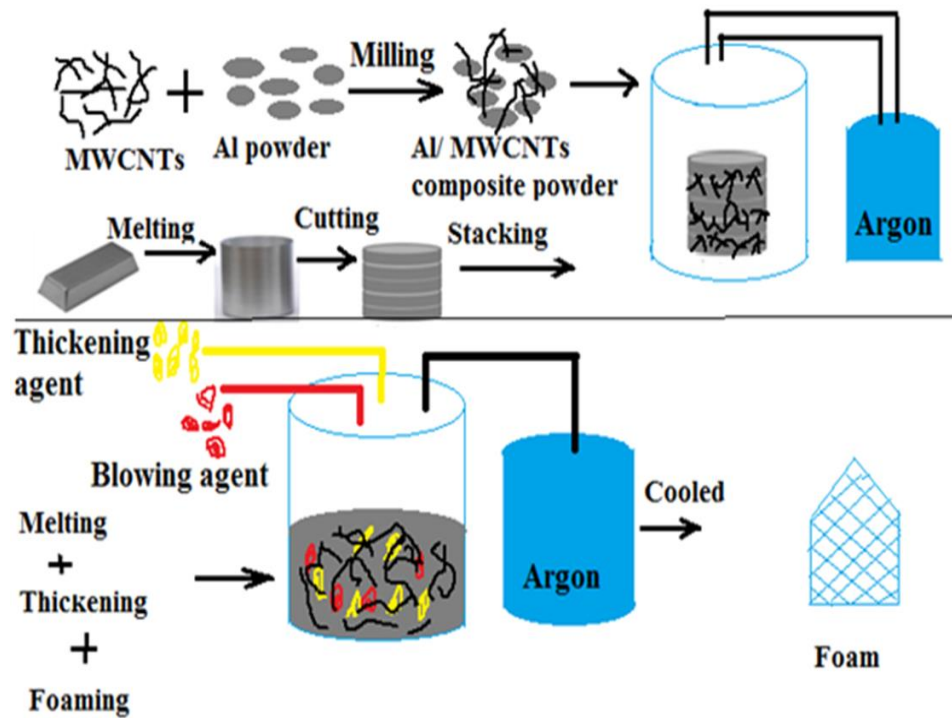 MWCNTs
+
Al powder
Milling
Al/ MWCNTs
composite powder
Argon
Melting
Cutting
Stacking
Thickening
agent
Blowing agent
Melting
+
Thickening
+
Foaming
Argon
Cooled
Foam